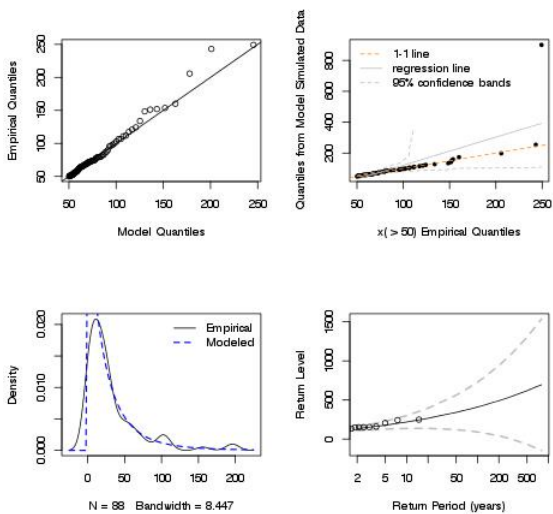 Empirical Quantiles
50 100 150 200 250
50 100 150 200 250
Model Quantiles
Quantiles from Model Simulated Data
200 400 600 800
1-1 line
regression line
95% confidence bands
50 100 150 200 250
x( > 50) Empirical Quantiles
Density
0.000 0.010 0.020
Empirical
Modeled
0 50 100 150 200
N = 88 Bandwidth = 8.447
Return Level
0 500 1000 1500
2 5 10 50 200 500
Return Period (years)